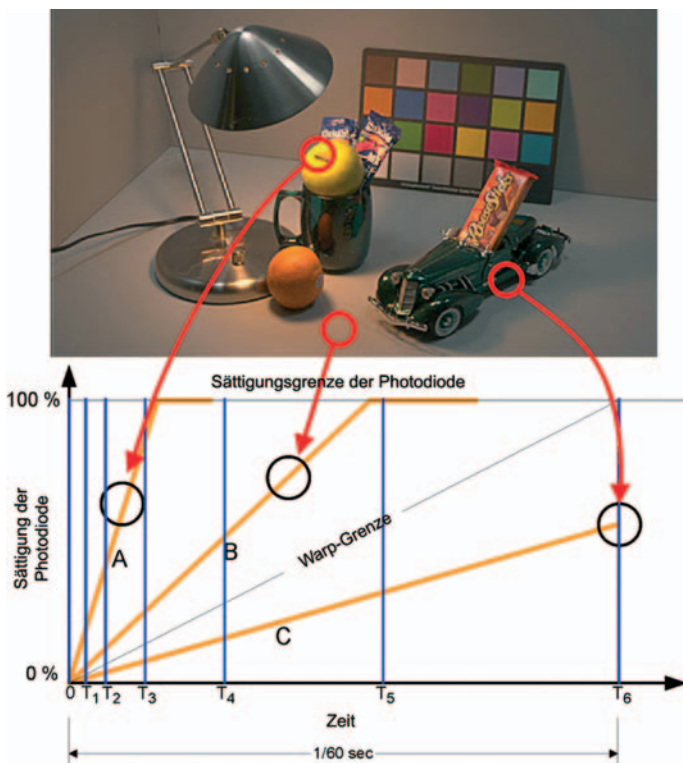 Sättigungsgrenze der Photodiode
100 %
Sättigung der
Photodiode
A
B
Warp-Grenze
C
0 %
0 T₁ T₂ T₃ T₄ T₅ T₆
Zeit
1/60 sec